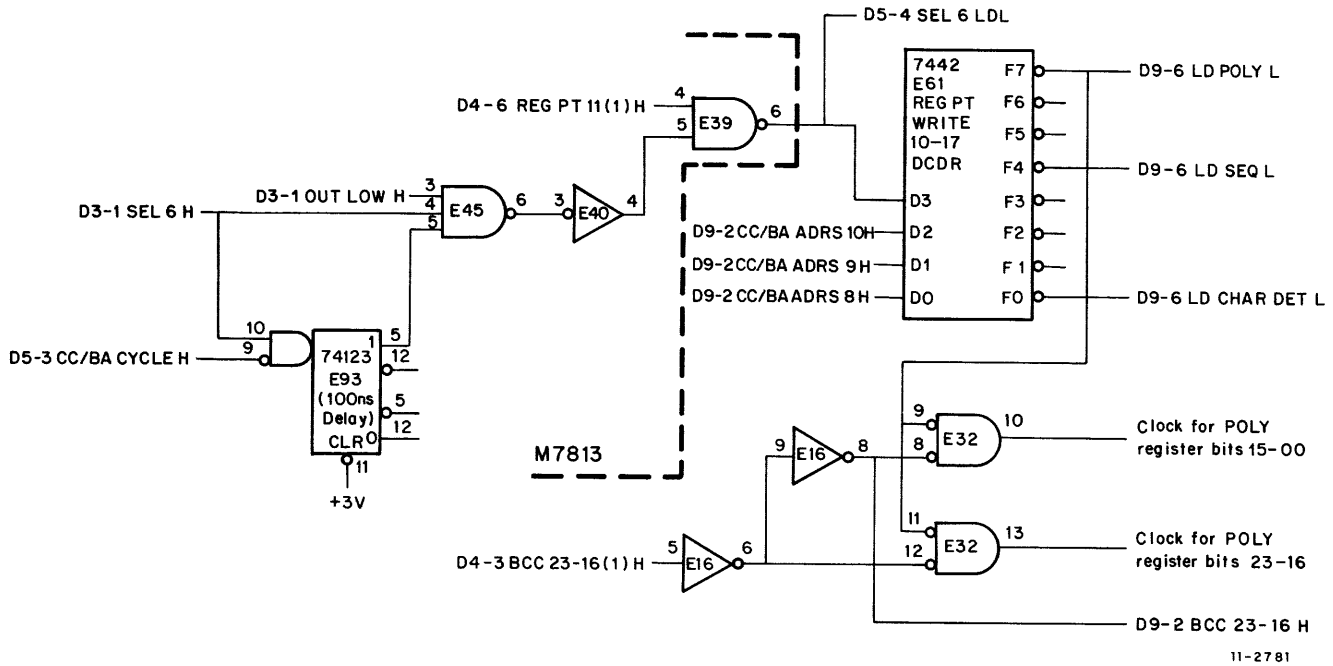 D5-4 SEL 6 LDL
7442
E61
REG PT
WRITE
10-17
DCDR
F7
F6
F5
F4
F3
F2
F1
F0
D3
D2
D1
D0
D9-6 LD POLY L
D9-6 LD SEQ L
D9-6 LD CHAR DET L
D4-6 REG PT 11(1) H
4
5
E39
6
D3-1 OUT LOW H
D3-1 SEL 6 H
3
4
5
E45
6
3
E40
4
D9-2 CC/BA ADRS 10H
D9-2 CC/BA ADRS 9H
D9-2 CC/BA ADRS 8H
D5-3 CC/BA CYCLE H
10
9
1
74123
E93
(100ns
Delay)
CLR
0
5
12
5
12
11
+3V
M7813
9
E16
8
9
8
E32
10
Clock for POLY
register bits 15-00
D4-3 BCC 23-16(1) H
5
E16
6
11
12
E32
13
Clock for POLY
register bits 23-16
D9-2 BCC 23-16 H
11-2781